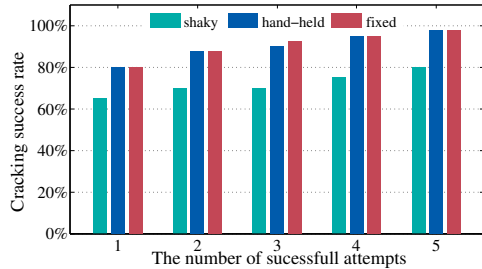 shaky hand-held fixed
100%
80%
60%
40%
20%
0%
Cracking success rate
1 2 3 4 5
The number of sucessfull attempts